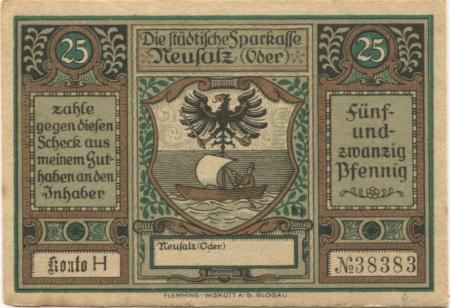 25
Die städtische Sparkasse
Neusalz (Oder)
25
zahle
gegen diesen
Scheck aus
meinem Gut-
haben an den
Inhaber
Fünf-
und-
zwanzig
Pfennig
Neusalz (Oder)
Konto H
№38383
FLEMMING-WISKOTT A.G. GLOGAU